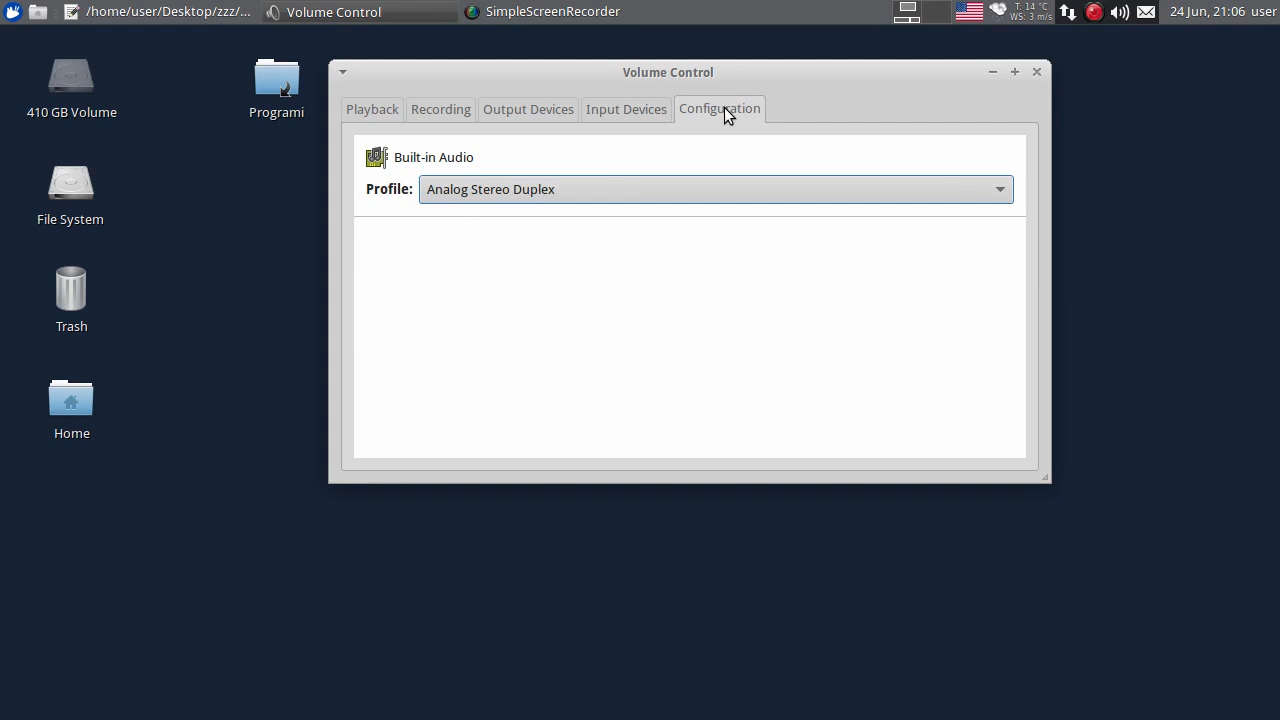 /home/user/Desktop/zzz/... Volume Control SimpleScreenRecorder T: 14 °C WS: 3 m/s 24 Jun, 21:06 user
410 GB Volume
Programi
File System
Trash
Home
Volume Control
Playback Recording Output Devices Input Devices Configuration
Built-in Audio
Profile: Analog Stereo Duplex